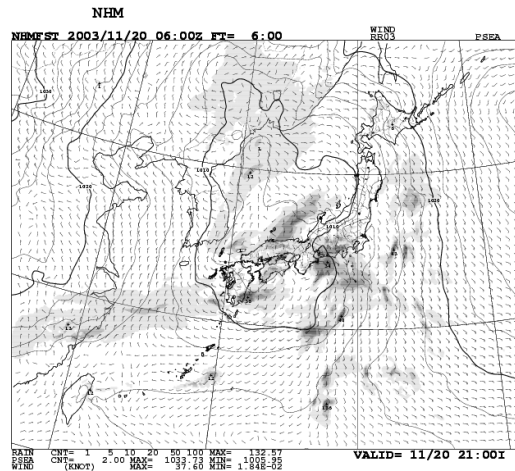 NHM
NHMFST 2003/11/20 06:00Z FT= 6:00
WIND
RR03
PSEA
1020
1010
1020
1020
1010
RAIN CNT= 1 5 10 20 50 100 MAX= 132.57
PSEA CNT= 2.00 MAX= 1033.73 MIN= 1005.95
WIND (KNOT) MAX= 37.60 MIN= 1.84E-02
VALID= 11/20 21:00I